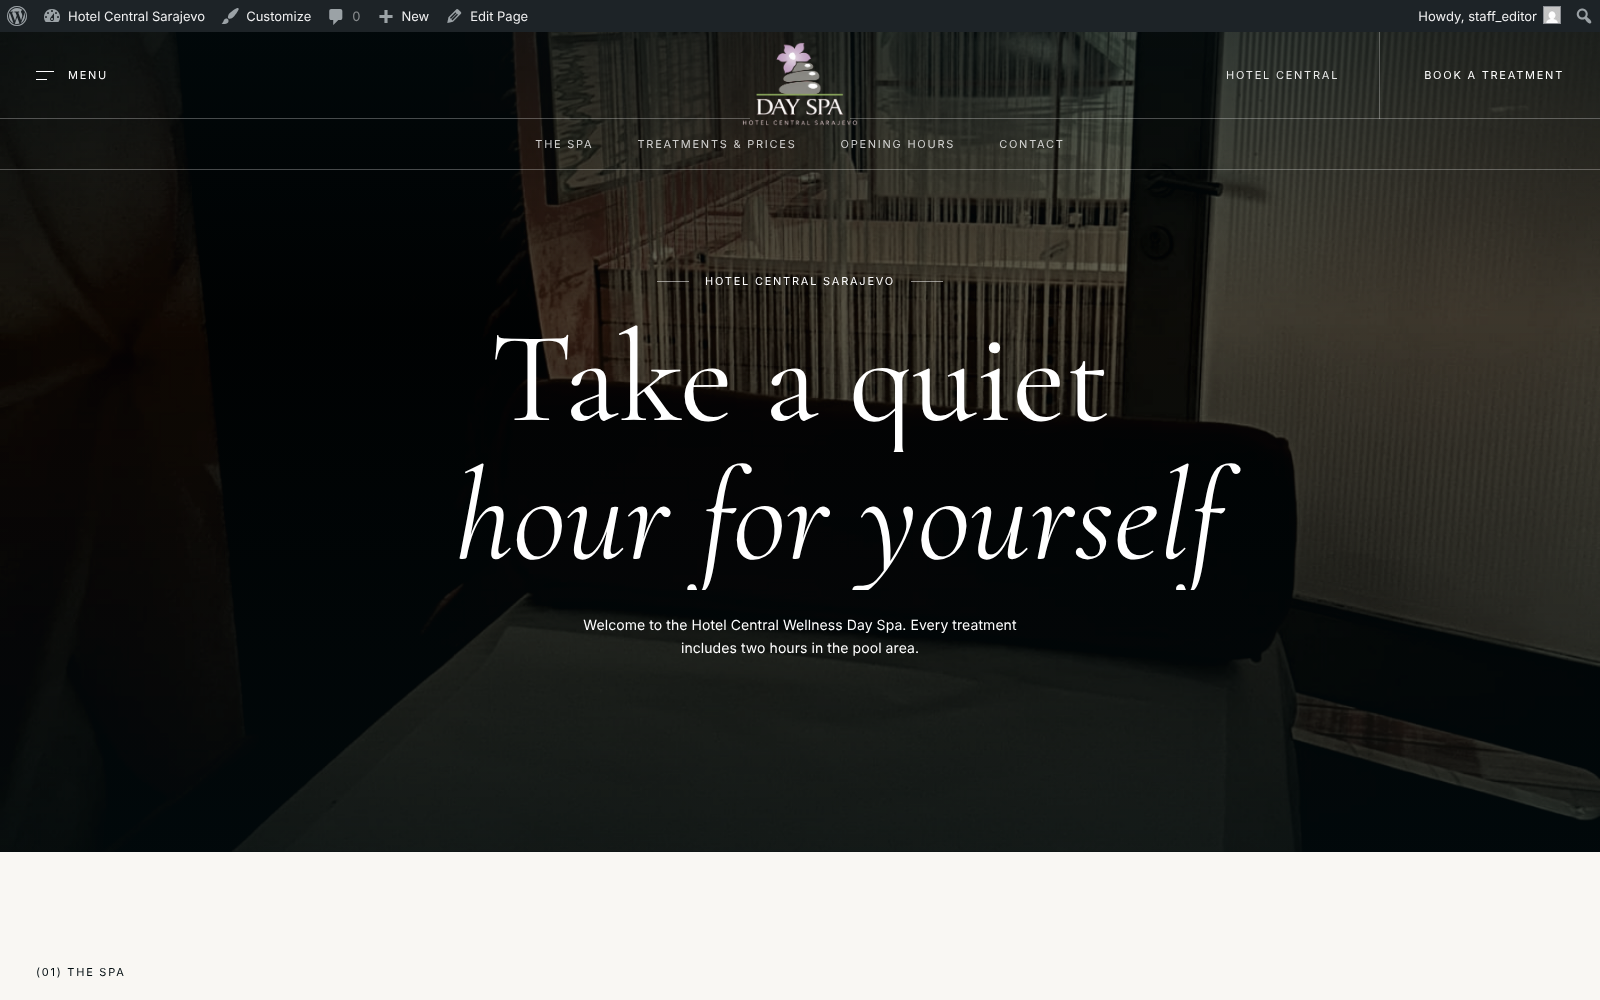 Hotel Central Sarajevo
Customize
0
New
Edit Page
Howdy, staff_editor
MENU
DAY SPA
HOTEL CENTRAL SARAJEVO
HOTEL CENTRAL
BOOK A TREATMENT
THE SPA
TREATMENTS & PRICES
OPENING HOURS
CONTACT
HOTEL CENTRAL SARAJEVO
Take a quiet
hour for yourself
Welcome to the Hotel Central Wellness Day Spa. Every treatment
includes two hours in the pool area.
(01) THE SPA